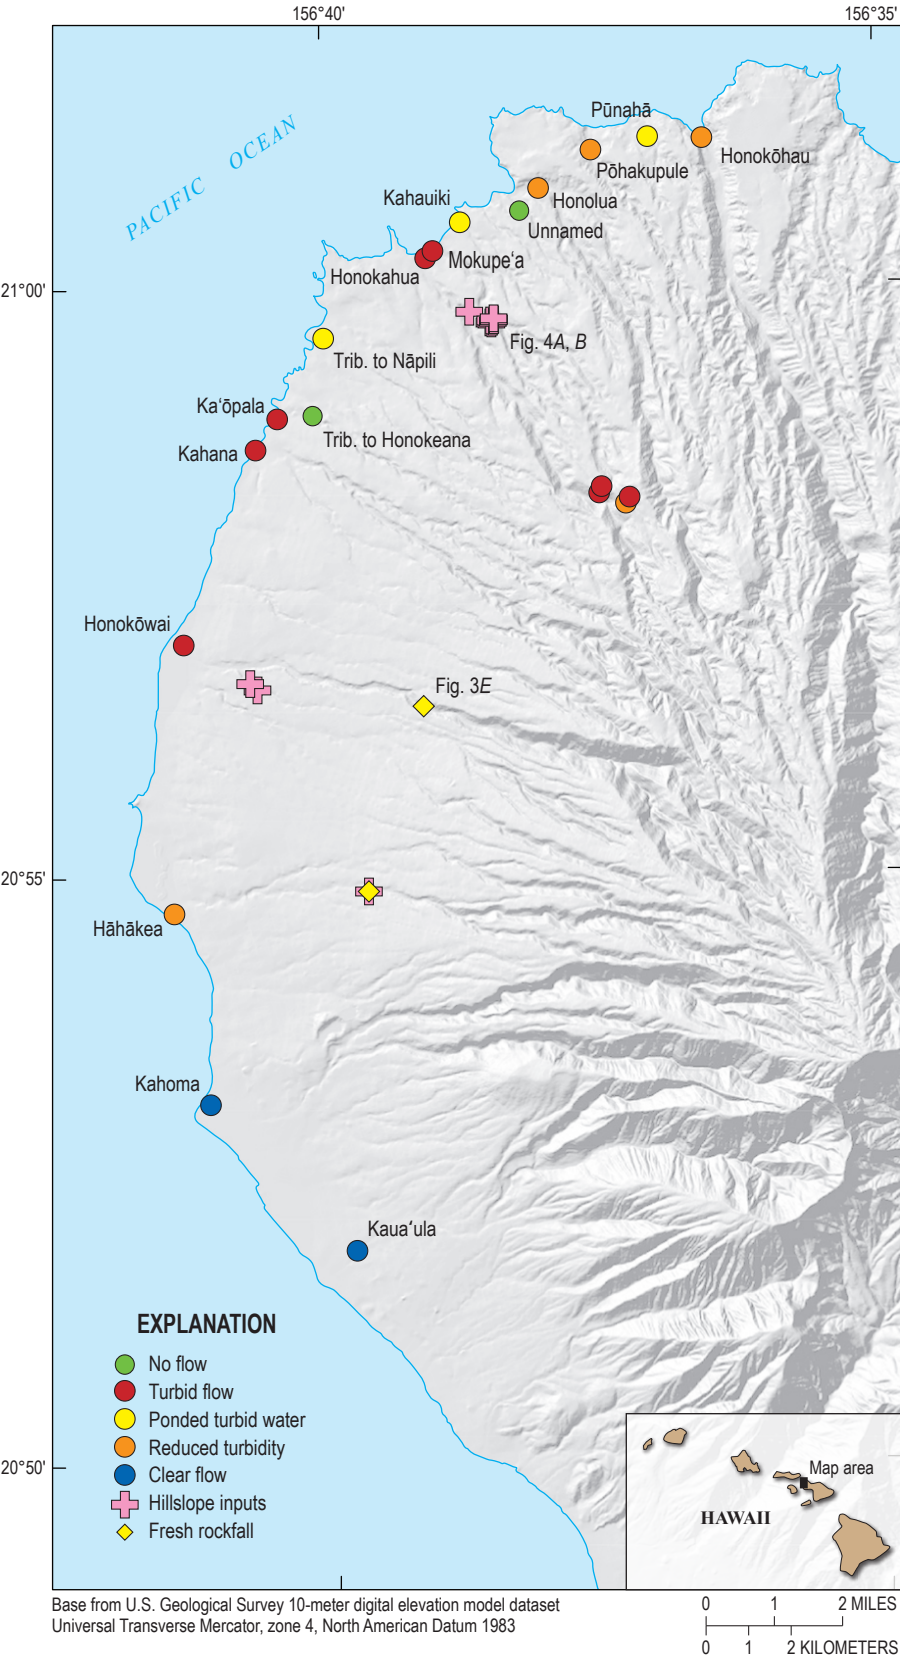 156°40'
156°35'
PACIFIC OCEAN
Pūnahā
Honokōhau
Pōhakupule
Kahauiki
Honolua
Unnamed
Mokupeʻa
Honokahua
21°00'
Fig. 4A, B
Trib. to Nāpili
Kaʻōpala
Trib. to Honokeana
Kahana
Honokōwai
Fig. 3E
20°55'
Hāhākea
Kahoma
Kauaʻula
EXPLANATION
No flow
Turbid flow
Ponded turbid water
Reduced turbidity
Clear flow
Hillslope inputs
Fresh rockfall
20°50'
Map area
HAWAII
Base from U.S. Geological Survey 10-meter digital elevation model dataset
Universal Transverse Mercator, zone 4, North American Datum 1983
0 1 2 MILES
0 1 2 KILOMETERS